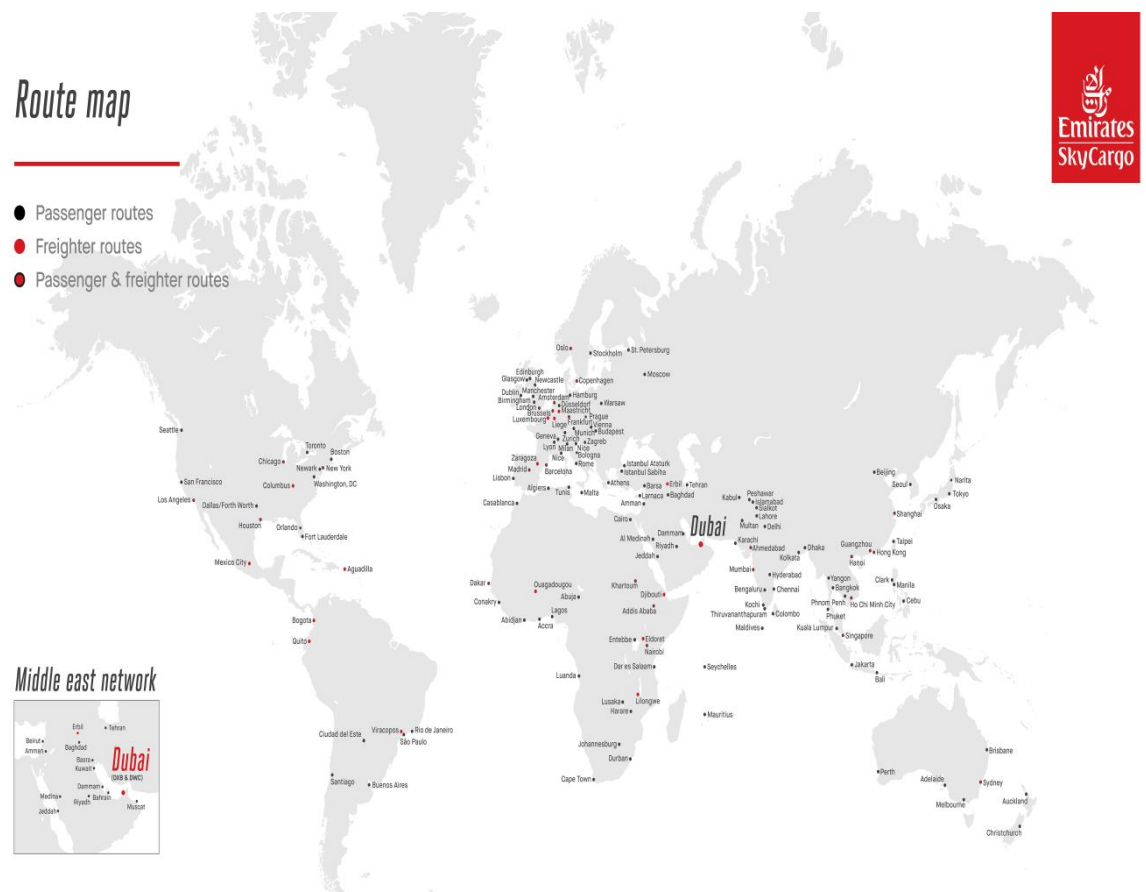 Route map
Passenger routes
Freighter routes
Passenger & freighter routes
Emirates
SkyCargo
Oslo
Stockholm
St. Petersburg
Moscow
Edinburgh
Glasgow
Newcastle
Copenhagen
Dublin
Manchester
Hamburg
Birmingham
Amsterdam
London
Düsseldorf
Warsaw
Brussels
Maastricht
Luxembourg
Frankfurt
Prague
Liege
Munich
Vienna
Budapest
Geneva
Zurich
Zagreb
Lyon
Milan
Nice
Bologna
Nice
Rome
Zaragoza
Madrid
Barcelona
Lisbon
Algiers
Tunis
Malta
Casablanca
Istanbul Ataturk
Istanbul Sabiha
Athens
Larnaca
Barsa
Erbil
Tehran
Baghdad
Amman
Cairo
Al Medinah
Dammam
Riyadh
Jeddah
Dubai
Kabul
Peshawar
Islamabad
Sialkot
Lahore
Multan
Delhi
Karachi
Ahmedabad
Kolkata
Dhaka
Mumbai
Hyderabad
Bengaluru
Chennai
Kochi
Thiruvananthapuram
Colombo
Maldives
Beijing
Seoul
Narita
Tokyo
Osaka
Shanghai
Taipei
Guangzhou
Hong Kong
Hanoi
Yangon
Bangkok
Clark
Manila
Phnom Penh
Ho Chi Minh City
Cebu
Phuket
Kuala Lumpur
Singapore
Jakarta
Bali
Seattle
Toronto
Boston
Chicago
Newark
New York
San Francisco
Columbus
Washington, DC
Los Angeles
Dallas/Forth Worth
Houston
Orlando
Fort Lauderdale
Mexico City
Aguadilla
Bogota
Quito
Dakar
Ouagadougou
Conakry
Abuja
Lagos
Abidjan
Accra
Khartoum
Djibouti
Addis Ababa
Entebbe
Eldoret
Nairobi
Dar es Salaam
Seychelles
Luanda
Lusaka
Lilongwe
Harare
Mauritius
Johannesburg
Durban
Cape Town
Ciudad del Este
Viracopos
Rio de Janeiro
São Paulo
Santiago
Buenos Aires
Brisbane
Perth
Adelaide
Sydney
Melbourne
Auckland
Christchurch
Middle east network
Erbil
Tehran
Beirut
Amman
Baghdad
Basra
Kuwait
Dubai
(DXB & DWC)
Dammam
Medina
Riyadh
Bahrain
Muscat
Jeddah